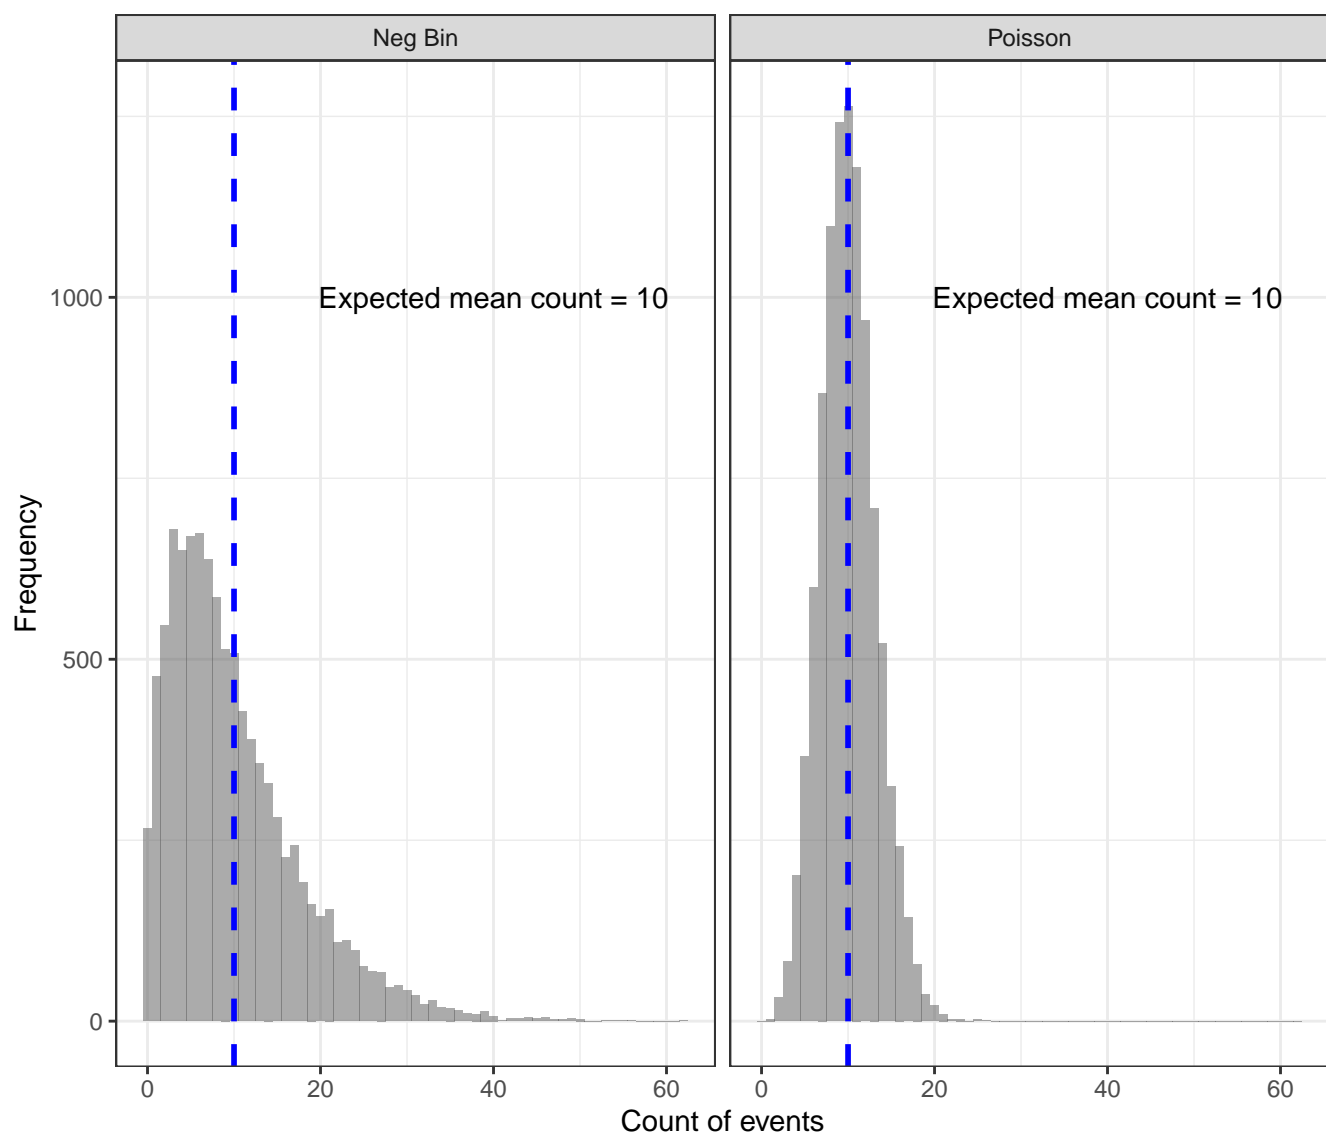 Neg Bin
Poisson
Expected mean count = 10
Expected mean count = 10
Frequency
1000
500
0
0
20
40
60
0
20
40
60
Count of events